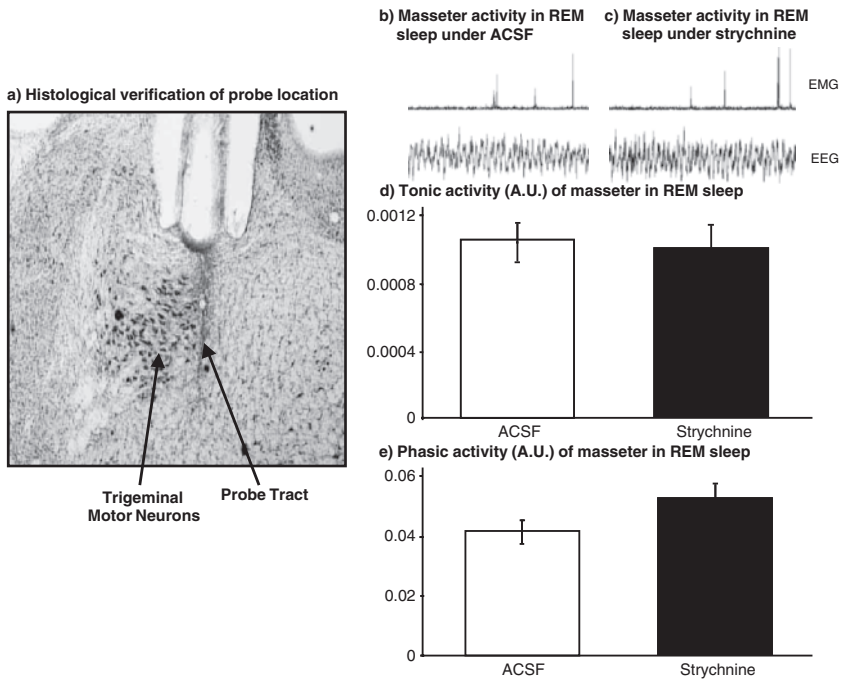 b) Masseter activity in REM
sleep under ACSF
c) Masseter activity in REM
sleep under strychnine
EMG
EEG
a) Histological verification of probe location
Trigeminal
Motor Neurons
Probe Tract
d) Tonic activity (A.U.) of masseter in REM sleep
0.0012
0.0008
0.0004
0
ACSF
Strychnine
e) Phasic activity (A.U.) of masseter in REM sleep
0.06
0.04
0.02
0
ACSF
Strychnine